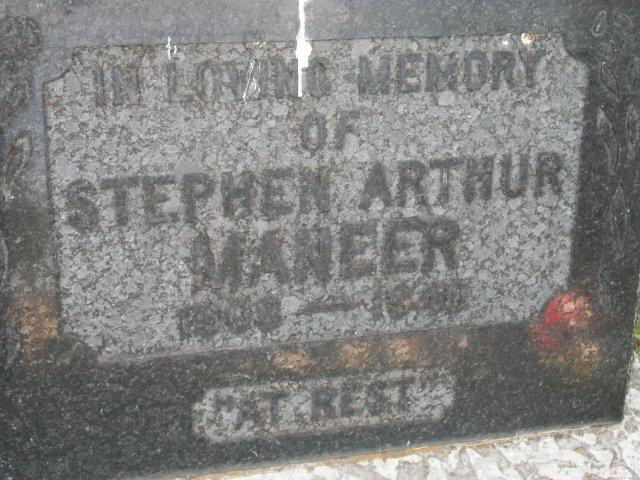 IN LOVING MEMORY
OF
STEPHEN ARTHUR
MANEER
"AT REST"